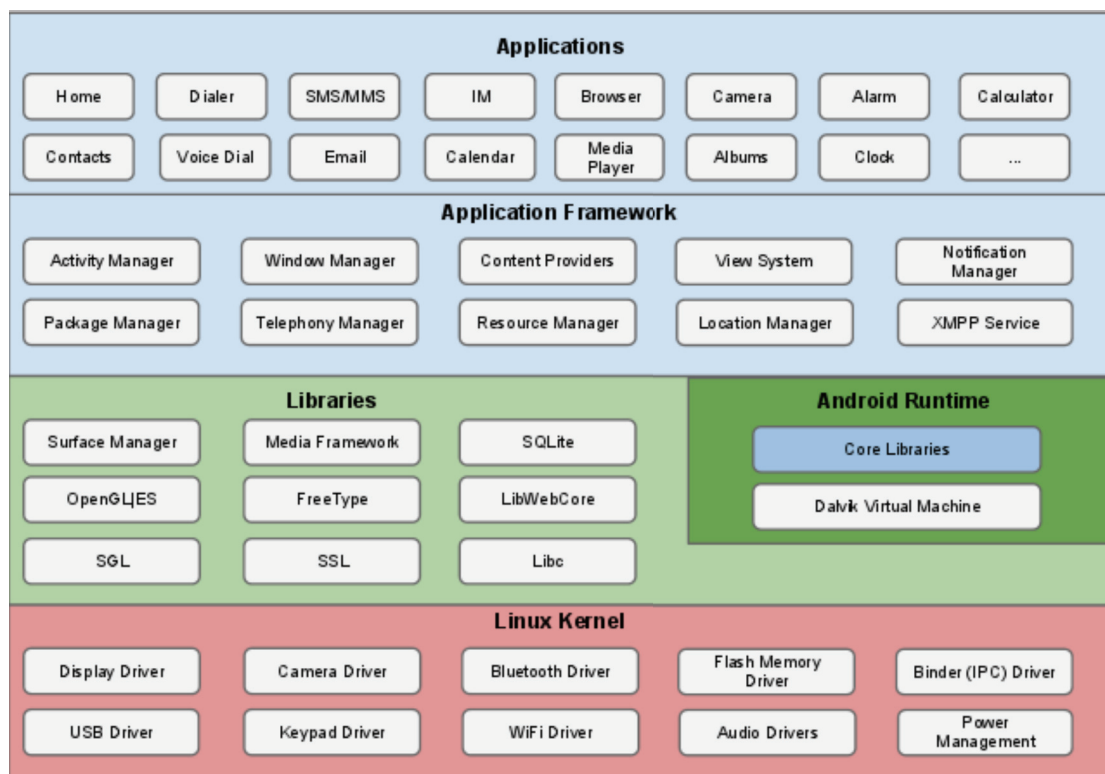 Applications
Home
Dialer
SMS/MMS
IM
Browser
Camera
Alarm
Calculator
Contacts
Voice Dial
Email
Calendar
Media
Player
Albums
Clock
...
Application Framework
Activity Manager
Window Manager
Content Providers
View System
Notification
Manager
Package Manager
Telephony Manager
Resource Manager
Location Manager
XMPP Service
Libraries
Surface Manager
Media Framework
SQLite
OpenGL|ES
FreeType
LibWebCore
SGL
SSL
Libc
Android Runtime
Core Libraries
Dalvik Virtual Machine
Linux Kernel
Display Driver
Camera Driver
Bluetooth Driver
Flash Memory
Driver
Binder (IPC) Driver
USB Driver
Keypad Driver
WiFi Driver
Audio Drivers
Power
Management